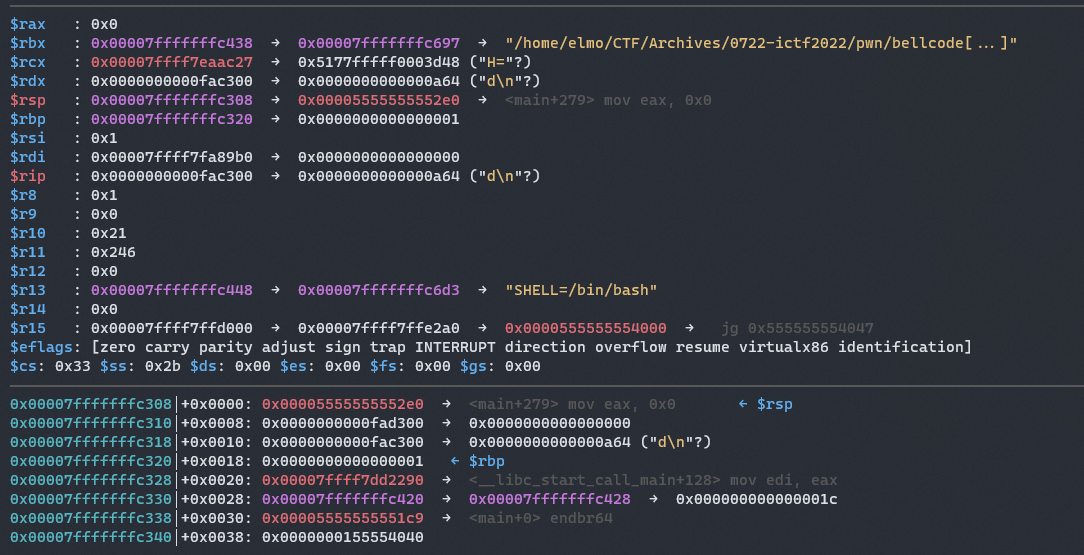 $rax   : 0x0
$rbx   : 0x00007fffffffc438  →  0x00007fffffffc697  →  "/home/elmo/CTF/Archives/0722-ictf2022/pwn/bellcode[...]"
$rcx   : 0x00007ffff7eaac27  →  0x5177fffff0003d48 ("H="?)
$rdx   : 0x0000000000fac300  →  0x0000000000000a64 ("d\n"?)
$rsp   : 0x00007fffffffc308  →  0x00005555555552e0  →  <main+279> mov eax, 0x0
$rbp   : 0x00007fffffffc320  →  0x0000000000000001
$rsi   : 0x1
$rdi   : 0x00007ffff7fa89b0  →  0x0000000000000000
$rip   : 0x0000000000fac300  →  0x0000000000000a64 ("d\n"?)
$r8    : 0x1
$r9    : 0x0
$r10   : 0x21
$r11   : 0x246
$r12   : 0x0
$r13   : 0x00007fffffffc448  →  0x00007fffffffc6d3  →  "SHELL=/bin/bash"
$r14   : 0x0
$r15   : 0x00007ffff7ffd000  →  0x00007ffff7ffe2a0  →  0x0000555555554000  →   jg 0x555555554047
$eflags: [zero carry parity adjust sign trap INTERRUPT direction overflow resume virtualx86 identification]
$cs: 0x33 $ss: 0x2b $ds: 0x00 $es: 0x00 $fs: 0x00 $gs: 0x00
0x00007fffffffc308│+0x0000: 0x00005555555552e0  →  <main+279> mov eax, 0x0       ← $rsp
0x00007fffffffc310│+0x0008: 0x0000000000fad300  →  0x0000000000000000
0x00007fffffffc318│+0x0010: 0x0000000000fac300  →  0x0000000000000a64 ("d\n"?)
0x00007fffffffc320│+0x0018: 0x0000000000000001   ← $rbp
0x00007fffffffc328│+0x0020: 0x00007ffff7dd2290  →  <__libc_start_call_main+128> mov edi, eax
0x00007fffffffc330│+0x0028: 0x00007fffffffc420  →  0x00007fffffffc428  →  0x000000000000001c
0x00007fffffffc338│+0x0030: 0x00005555555551c9  →  <main+0> endbr64
0x00007fffffffc340│+0x0038: 0x0000000155554040